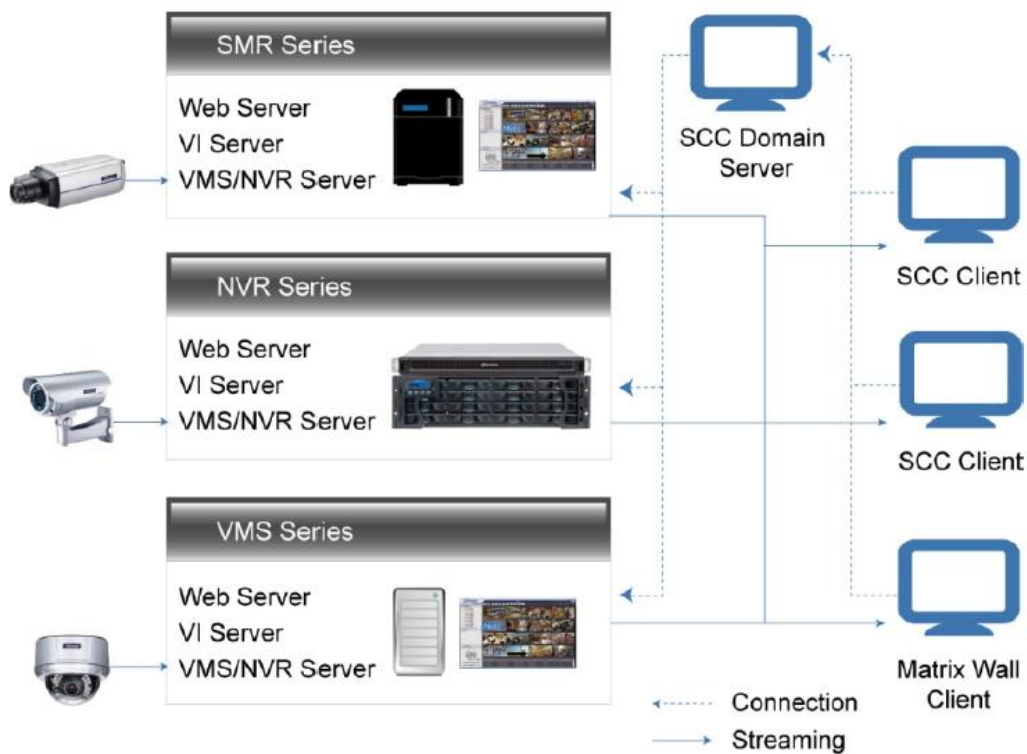 SMR Series
Web Server
VI Server
VMS/NVR Server
SCC Domain
Server
SCC Client
NVR Series
Web Server
VI Server
VMS/NVR Server
SCC Client
VMS Series
Web Server
VI Server
VMS/NVR Server
Matrix Wall
Client
Connection
Streaming